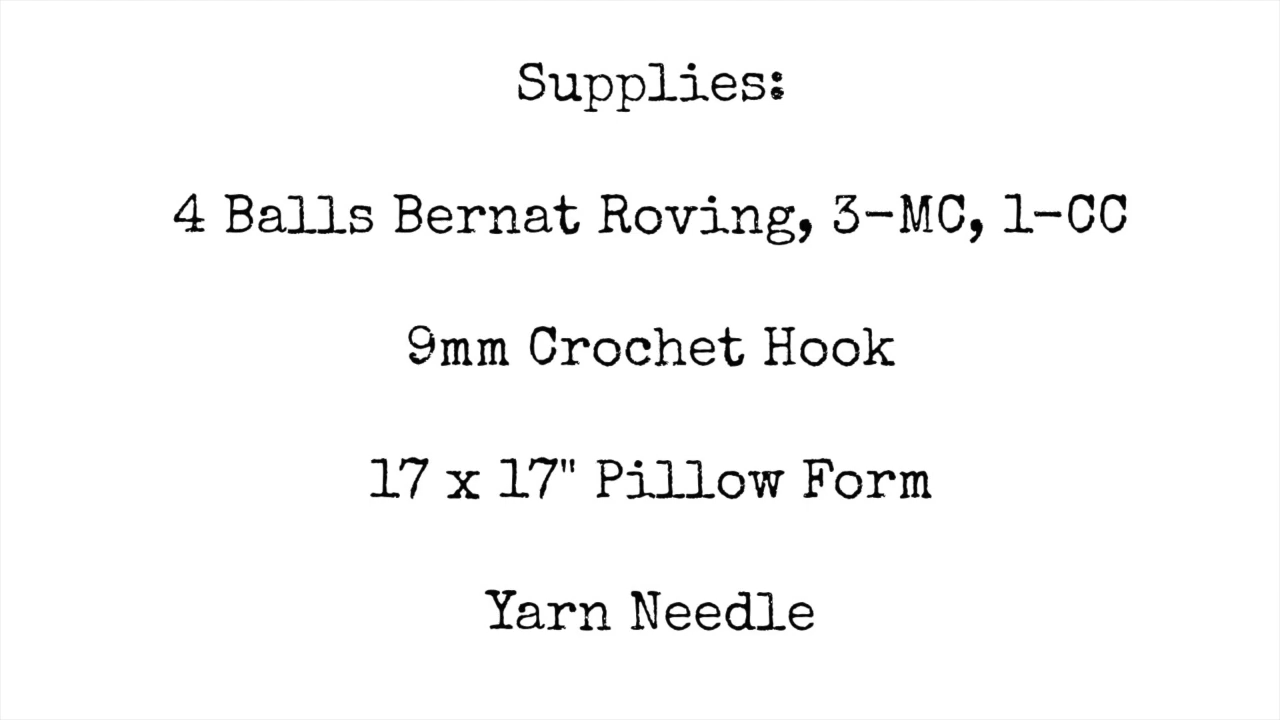 Supplies:
4 Balls Bernat Roving, 3-MC, 1-CC
9mm Crochet Hook
17 x 17" Pillow Form
Yarn Needle